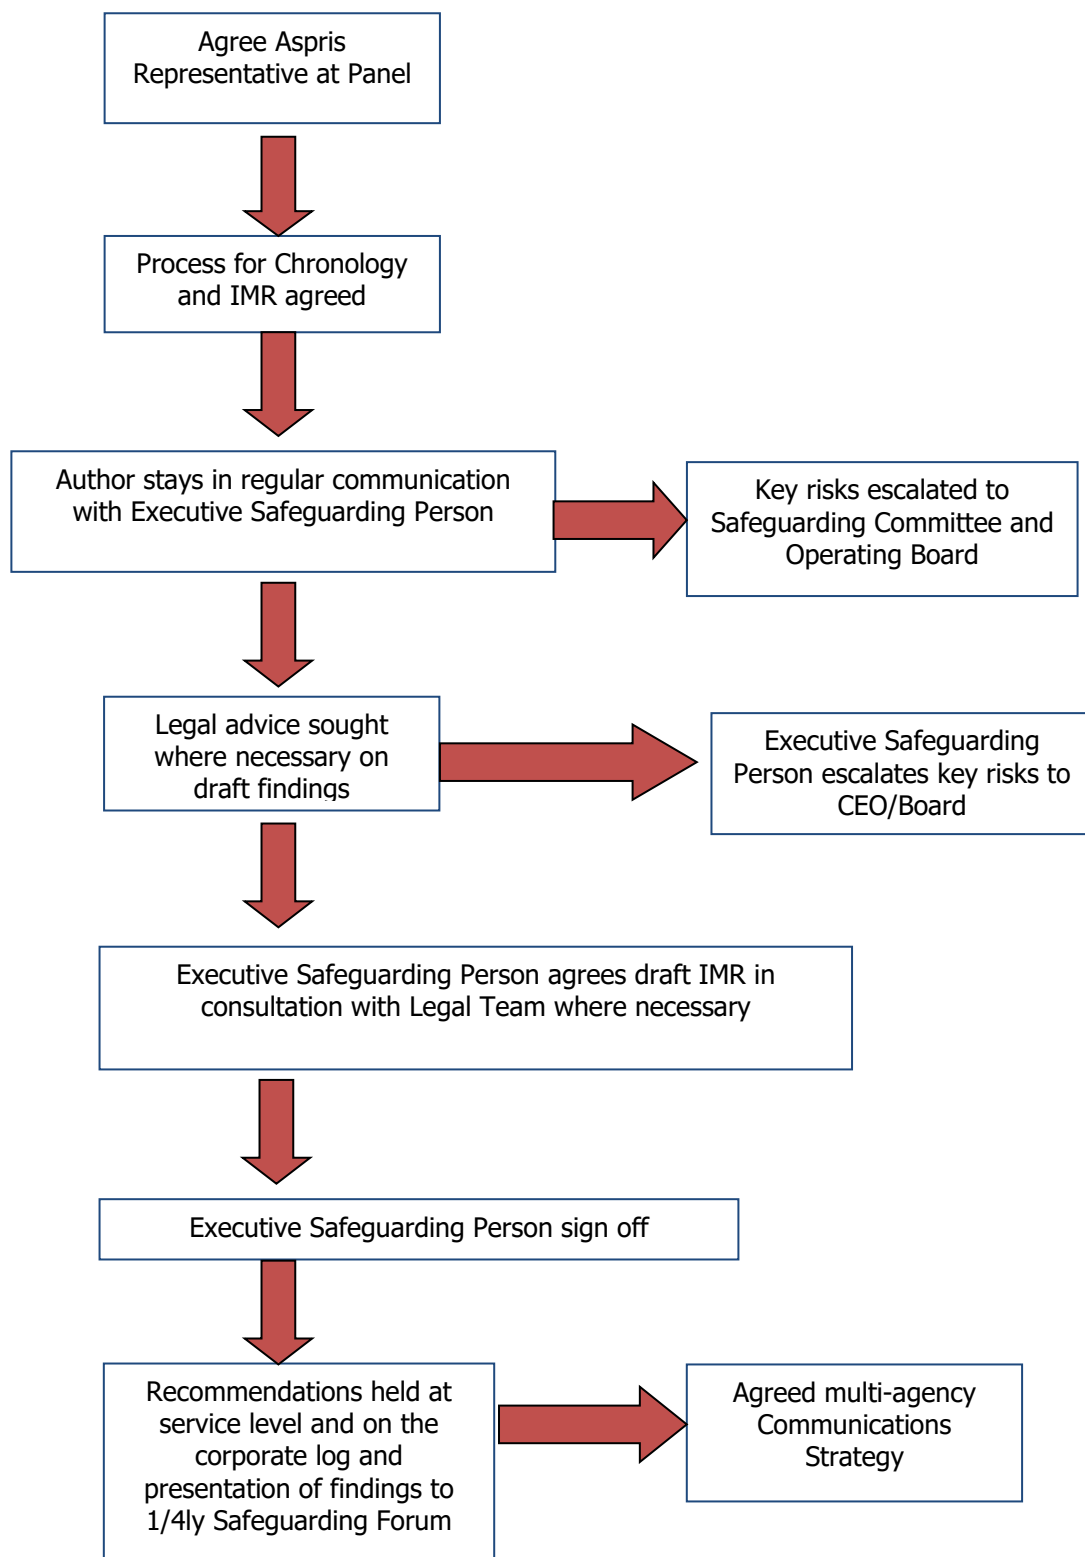 Agree Aspris
Representative at Panel
Process for Chronology
and IMR agreed
Author stays in regular communication
with Executive Safeguarding Person
Key risks escalated to
Safeguarding Committee and
Operating Board
Legal advice sought
where necessary on
draft findings
Executive Safeguarding
Person escalates key risks to
CEO/Board
Executive Safeguarding Person agrees draft IMR in
consultation with Legal Team where necessary
Executive Safeguarding Person sign off
Recommendations held at
service level and on the
corporate log and
presentation of findings to
1/4ly Safeguarding Forum
Agreed multi-agency
Communications
Strategy